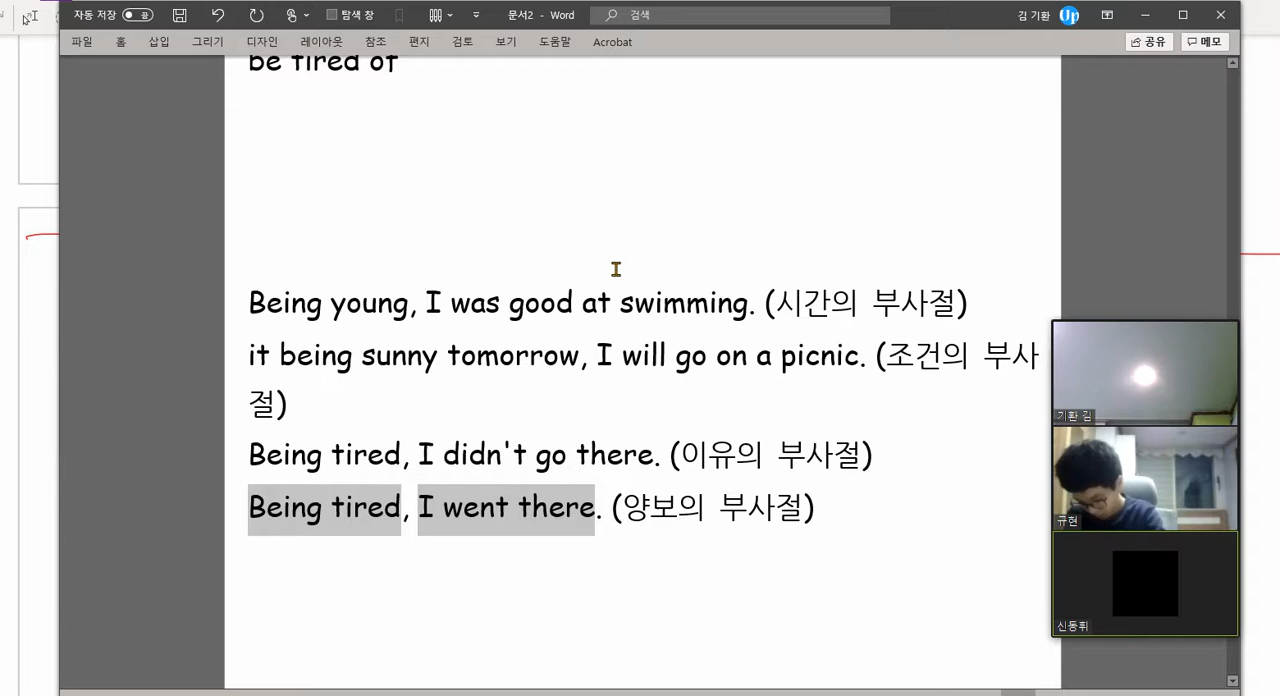 자동 저장 끔 탐색 창 문서2 - Word 검색 김 기환 Up
파일 홈 삽입 그리기 디자인 레이아웃 참조 편지 검토 보기 도움말 Acrobat 공유 메모
be tired of
Being young, I was good at swimming. (시간의 부사절)
it being sunny tomorrow, I will go on a picnic. (조건의 부사
절)
Being tired, I didn't go there. (이유의 부사절)
Being tired, I went there. (양보의 부사절)
기환 김
규현
신동휘